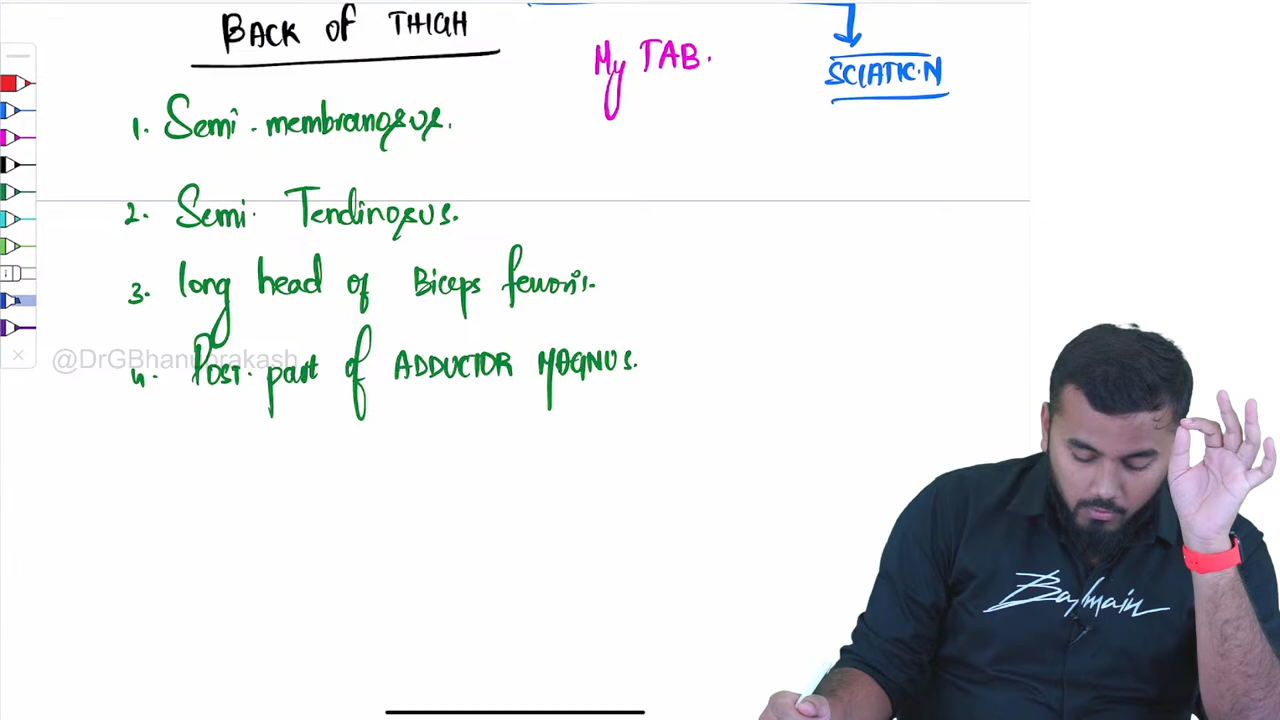 BACK of THIGH
My TAB.
SCIATIC.N
1. Semi-membranosus.
2. Semi-Tendinosus.
3. long head of Biceps femoris.
@DrGBhanuprakash
4. Post. part of ADDUCTOR MAGNUS.
Balmain